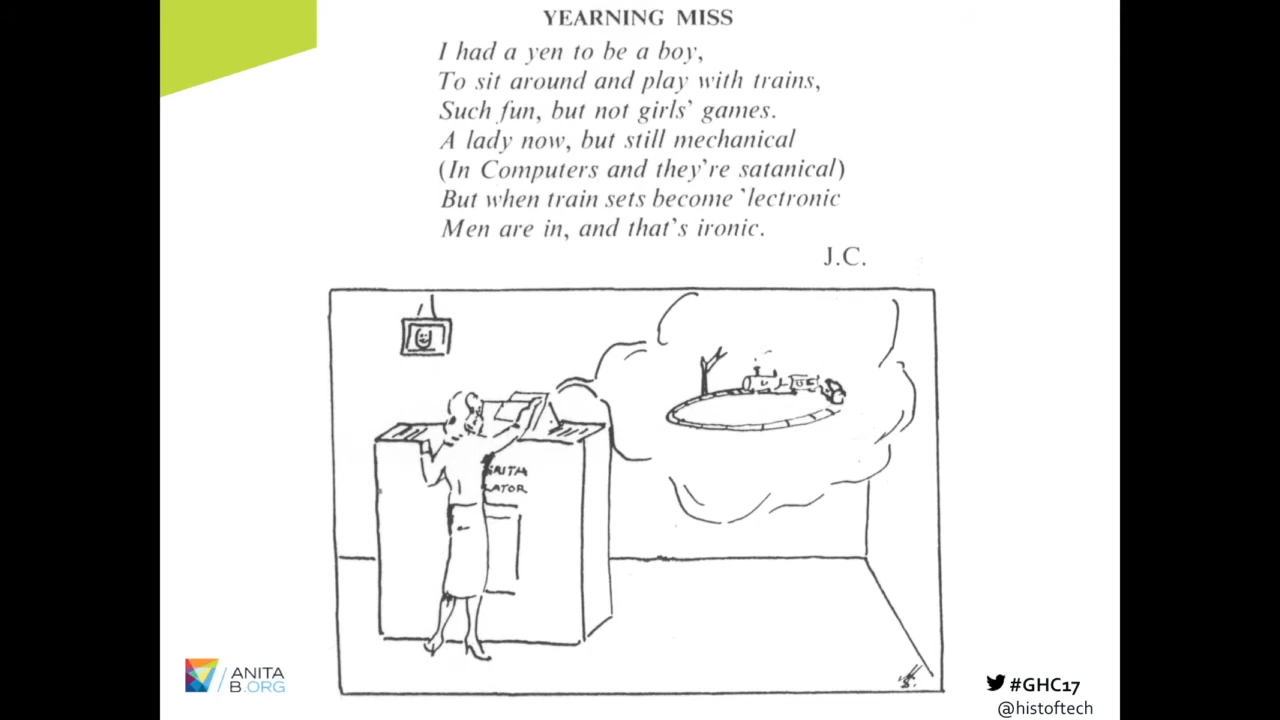 YEARNING MISS
I had a yen to be a boy,
To sit around and play with trains,
Such fun, but not girls' games.
A lady now, but still mechanical
(In Computers and they're satanical)
But when train sets become 'lectronic
Men are in, and that's ironic.
J.C.
LATOR
ANITA
B.ORG
#GHC17
@histoftech